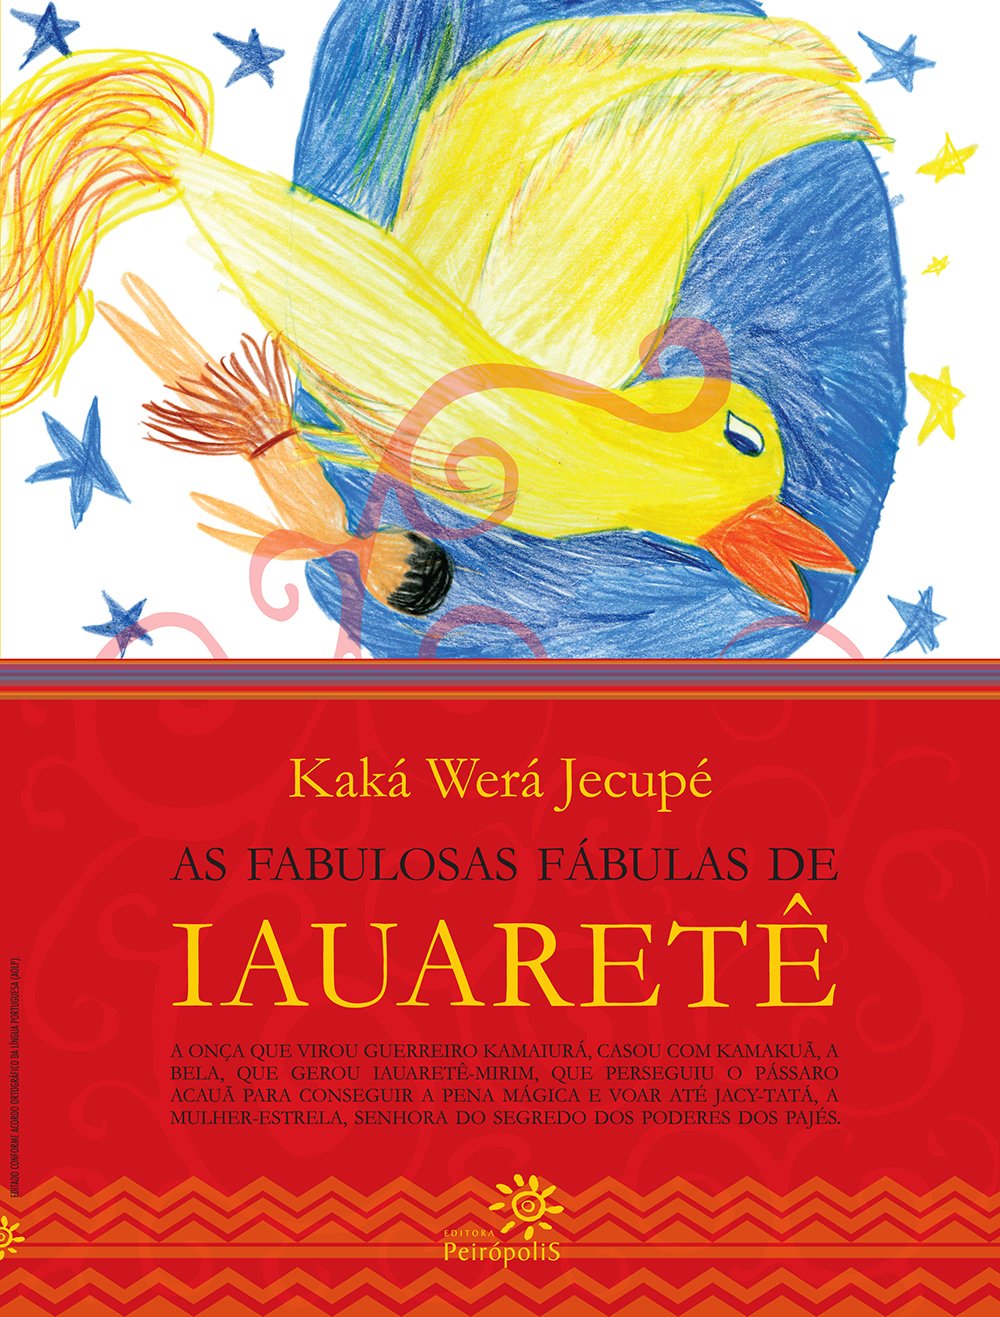 Kaká Werá Jecupé
AS FABULOSAS FÁBULAS DE
IAUARETÊ
A ONÇA QUE VIROU GUERREIRO KAMAIURÁ, CASOU COM KAMAKUÃ, A
BELA, QUE GEROU IAUARETÊ-MIRIM, QUE PERSEGUIU O PÁSSARO
ACAUÃ PARA CONSEGUIR A PENA MÁGICA E VOAR ATÉ JACY-TATÁ, A
MULHER-ESTRELA, SENHORA DO SEGREDO DOS PODERES DOS PAJÉS.
EDITADO CONFORME ACORDO ORTOGRÁFICO DA LÍNGUA PORTUGUESA (AOLP).
EDITORA
PeirópoliS